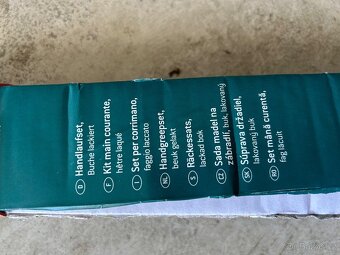 D Handlaufset,
Buche lackiert
F Kit main courante,
hêtre laqué
I Set per corrimano,
faggio laccato
NL Handgreepset,
beuk gelakt
S Räckessats,
lackad bok
CZ Sada madel na
zábradlí, buk, lakovaný
SK Súprava držadiel,
lakovaný buk
RO Set mână curentă,
fag lăcuit